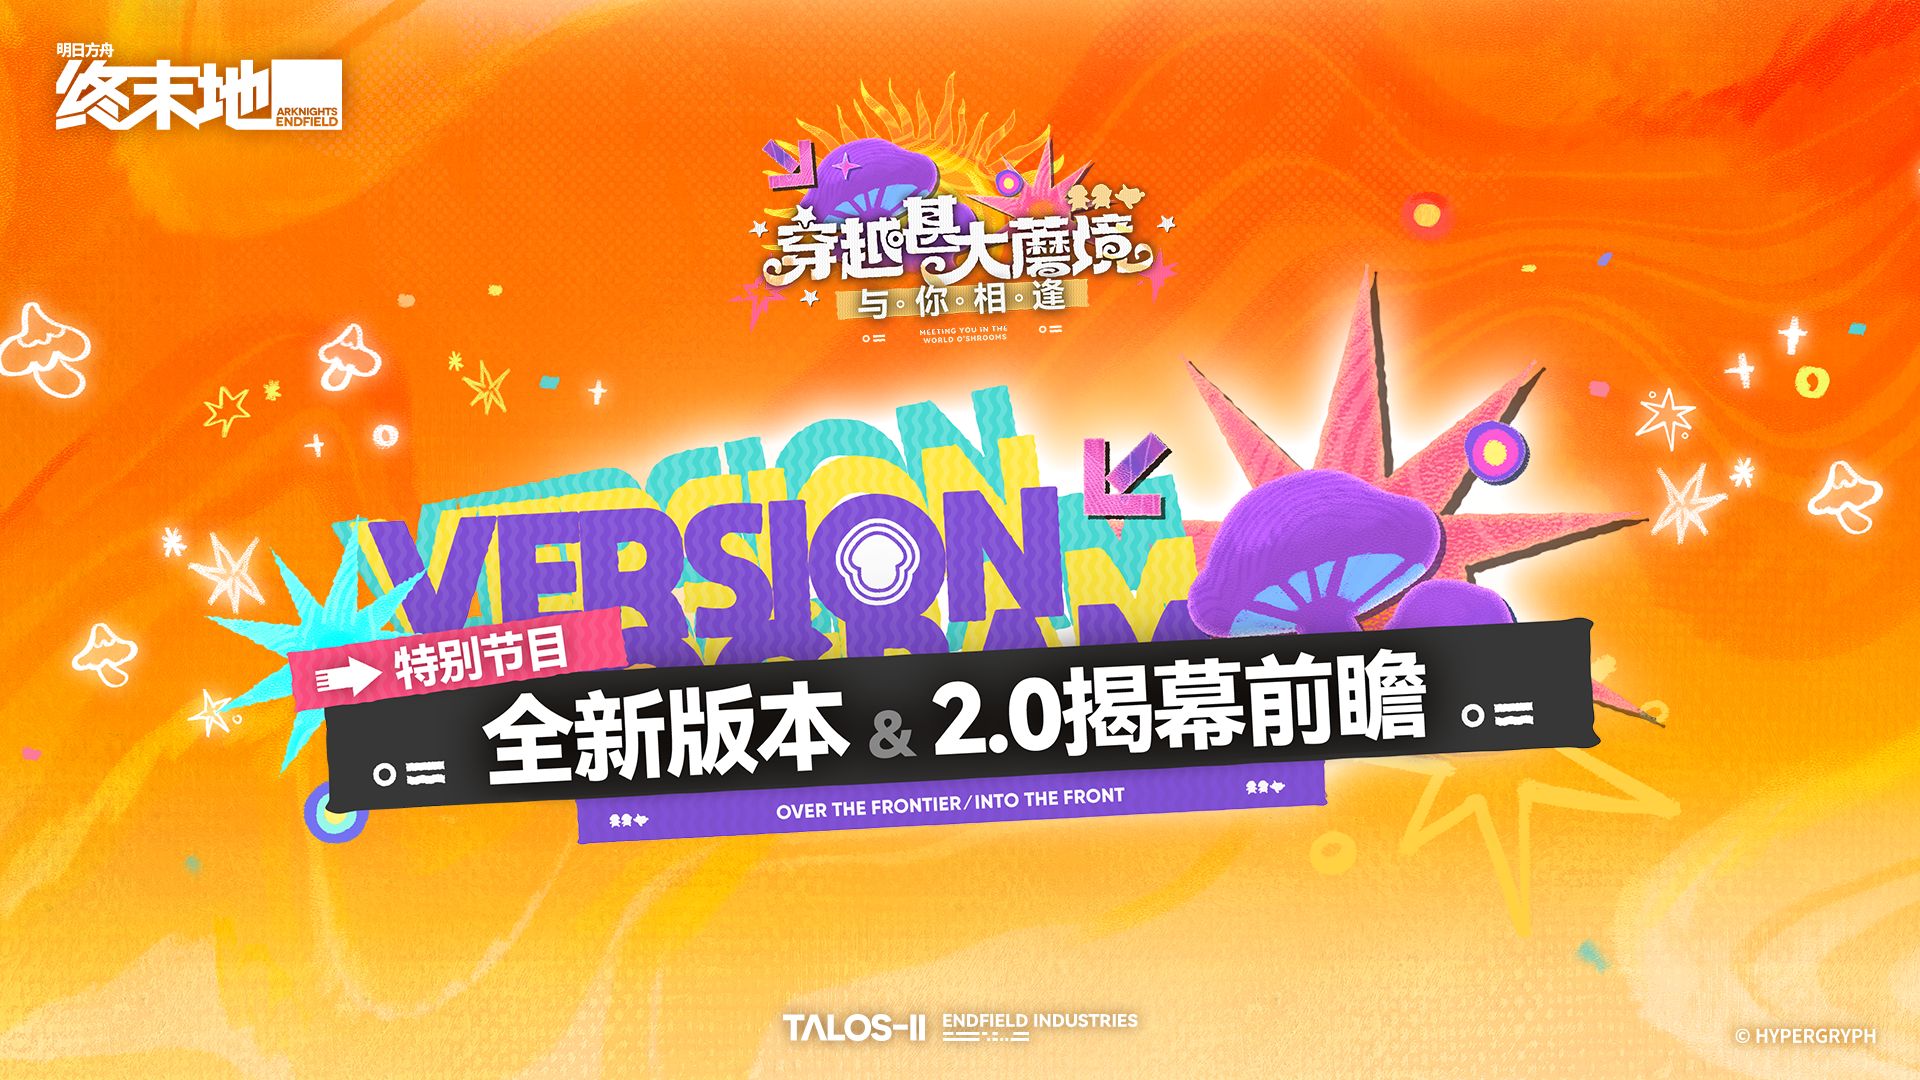 明日方舟
终末地
ARKNIGHTS
ENDFIELD
穿越甚大蘑境
与·你·相·逢
MEETING YOU IN THE
WORLD O'SHROOMS
VERSION
特别节目
全新版本 & 2.0揭幕前瞻
OVER THE FRONTIER/INTO THE FRONT
TALOS-II ENDFIELD INDUSTRIES
© HYPERGRYPH